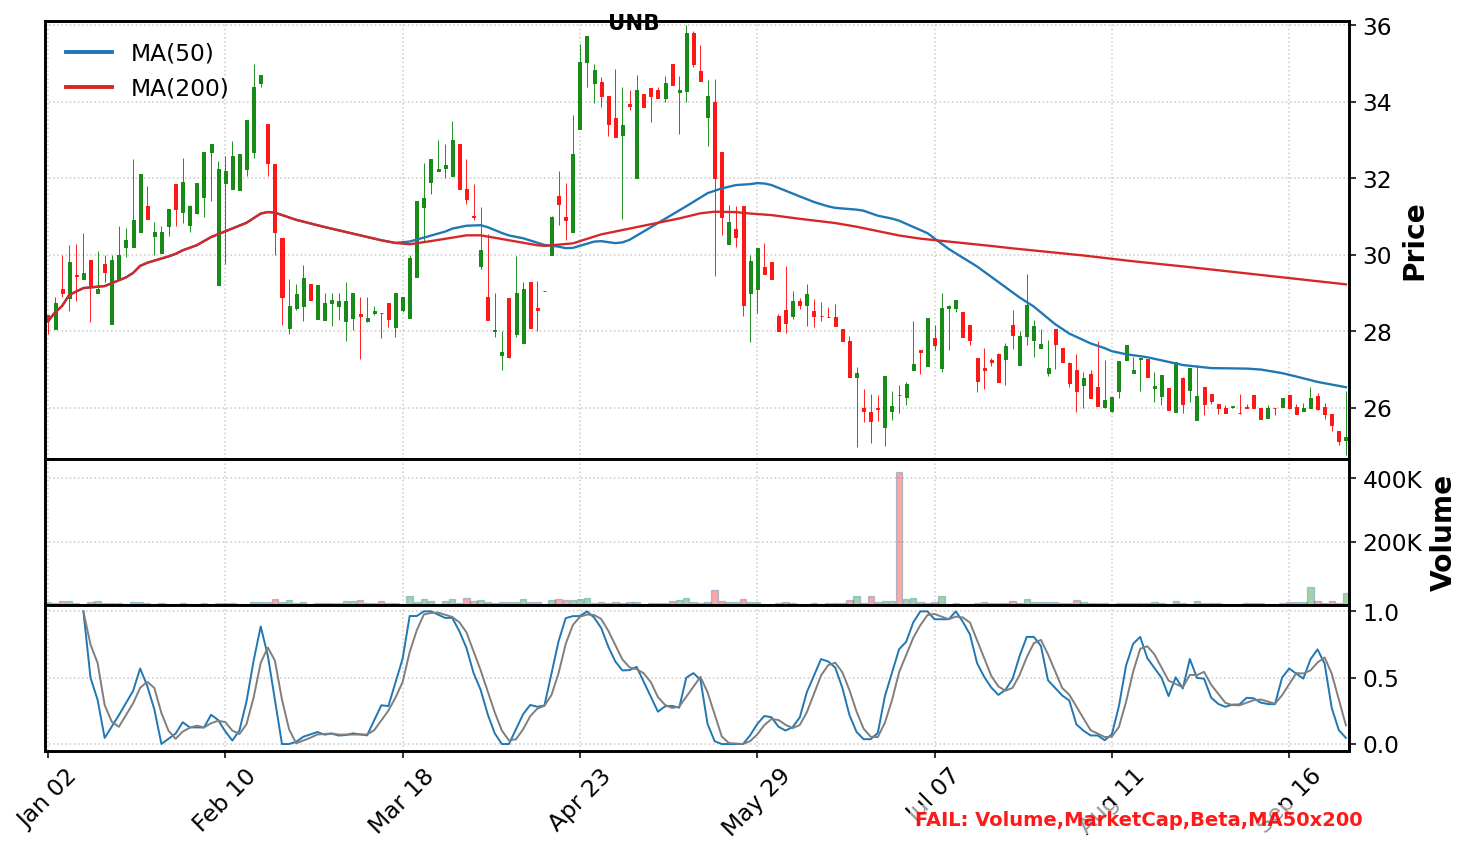 UNB
MA(50)
MA(200)
36
34
32
30
28
26
Price
400K
200K
Volume
1.0
0.5
0.0
Jan 02
Feb 10
Mar 18
Apr 23
May 29
Jul 07
Aug 11
Sep 16
FAIL: Volume,MarketCap,Beta,MA50x200